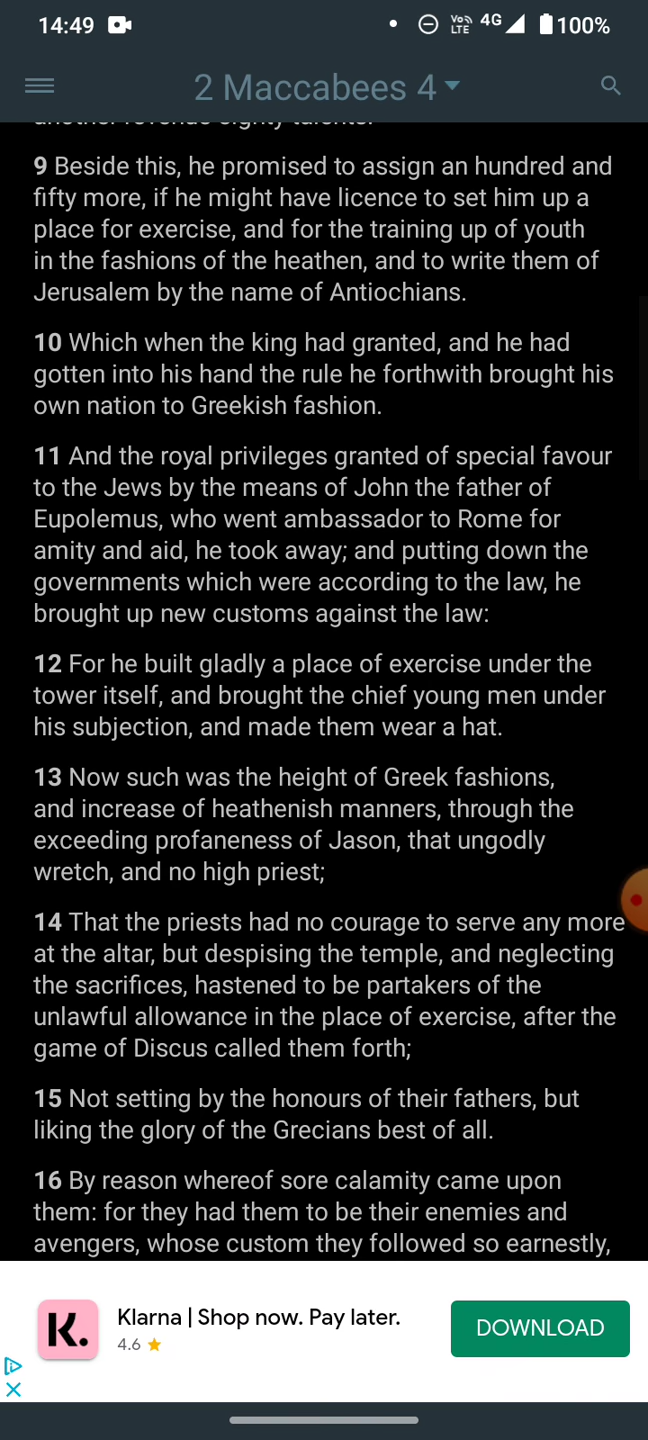 14:49
Vo
LTE
4G
100%
2 Maccabees 4
another revenue eighty talents:
9 Beside this, he promised to assign an hundred and
fifty more, if he might have licence to set him up a
place for exercise, and for the training up of youth
in the fashions of the heathen, and to write them of
Jerusalem by the name of Antiochians.
10 Which when the king had granted, and he had
gotten into his hand the rule he forthwith brought his
own nation to Greekish fashion.
11 And the royal privileges granted of special favour
to the Jews by the means of John the father of
Eupolemus, who went ambassador to Rome for
amity and aid, he took away; and putting down the
governments which were according to the law, he
brought up new customs against the law:
12 For he built gladly a place of exercise under the
tower itself, and brought the chief young men under
his subjection, and made them wear a hat.
13 Now such was the height of Greek fashions,
and increase of heathenish manners, through the
exceeding profaneness of Jason, that ungodly
wretch, and no high priest;
14 That the priests had no courage to serve any more
at the altar, but despising the temple, and neglecting
the sacrifices, hastened to be partakers of the
unlawful allowance in the place of exercise, after the
game of Discus called them forth;
15 Not setting by the honours of their fathers, but
liking the glory of the Grecians best of all.
16 By reason whereof sore calamity came upon
them: for they had them to be their enemies and
avengers, whose custom they followed so earnestly,
K.
Klarna | Shop now. Pay later.
4.6 ★
DOWNLOAD